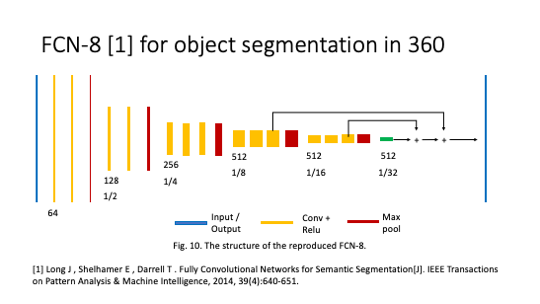 FCN-8 [1] for object segmentation in 360
64
128
1/2
256
1/4
512
1/8
512
1/16
512
1/32
+
+
Input /
Output
Conv +
Relu
Max
pool
Fig. 10. The structure of the reproduced FCN-8.
[1] Long J , Shelhamer E , Darrell T . Fully Convolutional Networks for Semantic Segmentation[J]. IEEE Transactions
on Pattern Analysis & Machine Intelligence, 2014, 39(4):640-651.